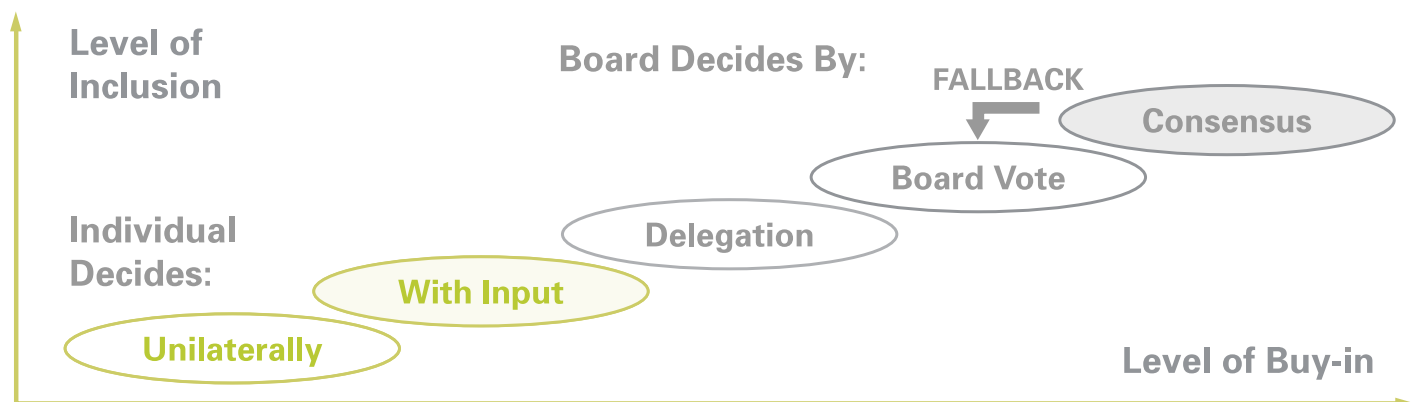 Level of
Inclusion
Board Decides By:
FALLBACK
Consensus
Board Vote
Individual
Decides:
Delegation
With Input
Unilaterally
Level of Buy-in